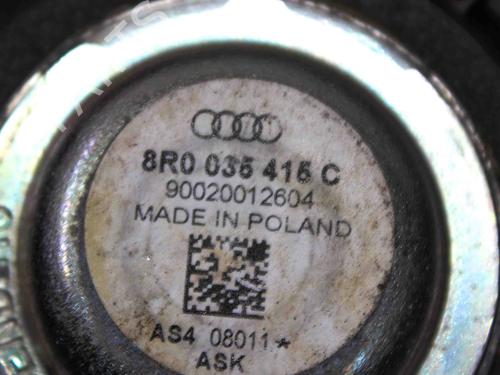 8R0 035 415 C
90020012604
MADE IN POLAND
AS4 08011*
ASK